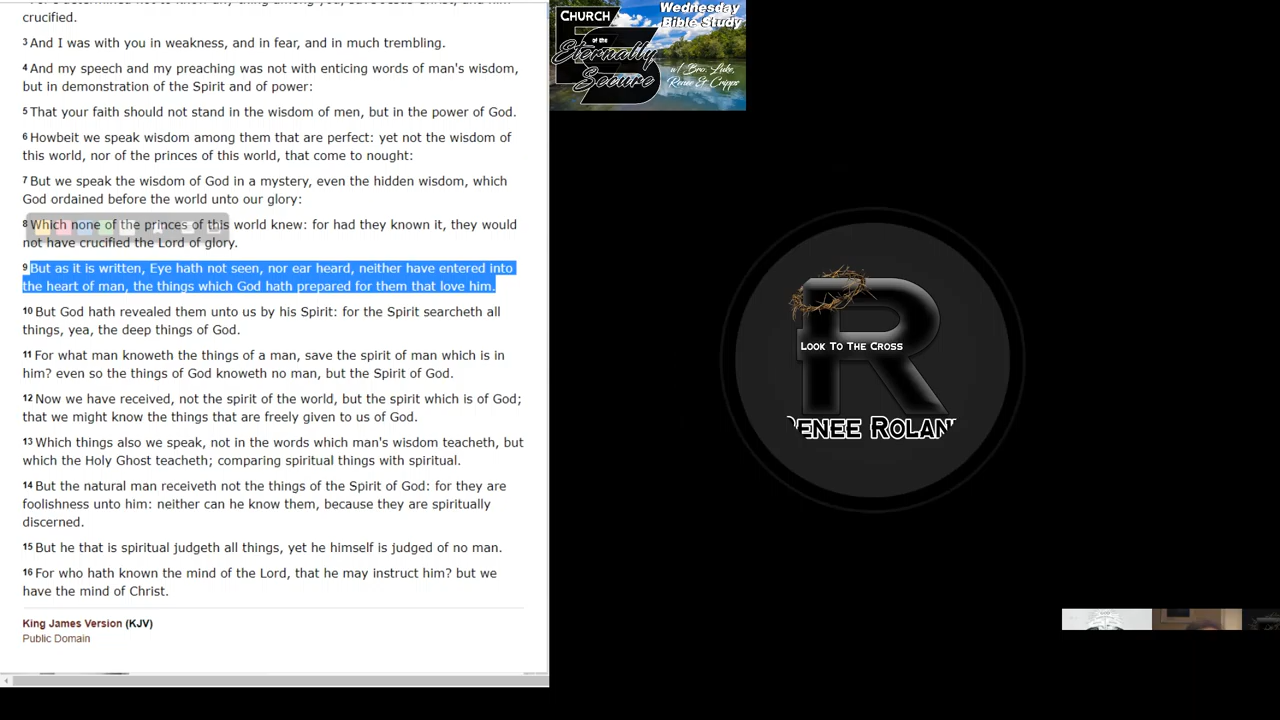 crucified.
3 And I was with you in weakness, and in fear, and in much trembling.
4 And my speech and my preaching was not with enticing words of man's wisdom,
but in demonstration of the Spirit and of power:
5 That your faith should not stand in the wisdom of men, but in the power of God.
6 Howbeit we speak wisdom among them that are perfect: yet not the wisdom of
this world, nor of the princes of this world, that come to nought:
7 But we speak the wisdom of God in a mystery, even the hidden wisdom, which
God ordained before the world unto our glory:
8 Which none of the princes of this world knew: for had they known it, they would
not have crucified the Lord of glory.
9 But as it is written, Eye hath not seen, nor ear heard, neither have entered into
the heart of man, the things which God hath prepared for them that love him.
10 But God hath revealed them unto us by his Spirit: for the Spirit searcheth all
things, yea, the deep things of God.
11 For what man knoweth the things of a man, save the spirit of man which is in
him? even so the things of God knoweth no man, but the Spirit of God.
12 Now we have received, not the spirit of the world, but the spirit which is of God;
that we might know the things that are freely given to us of God.
13 Which things also we speak, not in the words which man's wisdom teacheth, but
which the Holy Ghost teacheth; comparing spiritual things with spiritual.
14 But the natural man receiveth not the things of the Spirit of God: for they are
foolishness unto him: neither can he know them, because they are spiritually
discerned.
15 But he that is spiritual judgeth all things, yet he himself is judged of no man.
16 For who hath known the mind of the Lord, that he may instruct him? but we
have the mind of Christ.
King James Version (KJV)
Public Domain
CHURCH
of the
Eternally
Secure
Wednesday
Bible Study
w/ Bro. Luke,
Renee & Cripps
R
LOOK TO THE CROSS
RENEE ROLAN